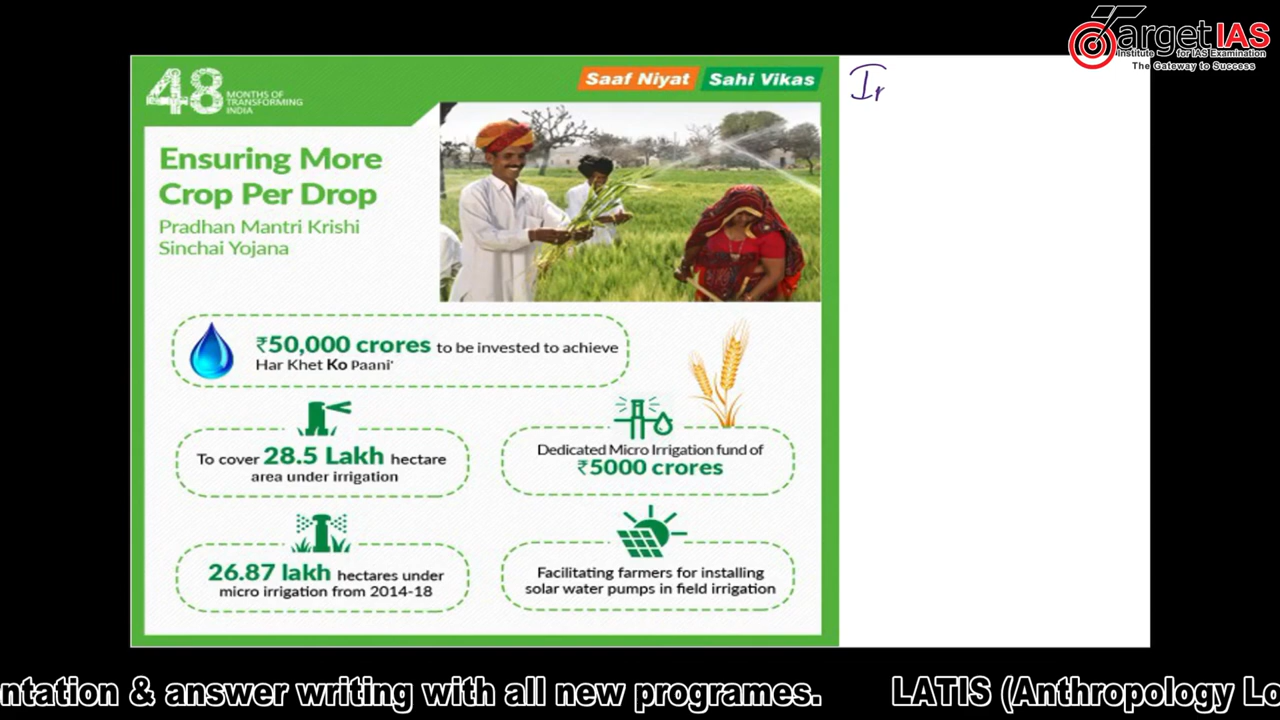 Target IAS
Institute for IAS Examination
The Gateway to Success
48 MONTHS OF
TRANSFORMING
INDIA
Saaf Niyat Sahi Vikas
Ir
Ensuring More
Crop Per Drop
Pradhan Mantri Krishi
Sinchai Yojana
₹50,000 crores to be invested to achieve
Har Khet Ko Paani'
To cover 28.5 Lakh hectare
area under irrigation
Dedicated Micro Irrigation fund of
₹5000 crores
26.87 lakh hectares under
micro irrigation from 2014-18
Facilitating farmers for installing
solar water pumps in field irrigation
ntation & answer writing with all new programes. LATIS (Anthropology Lo